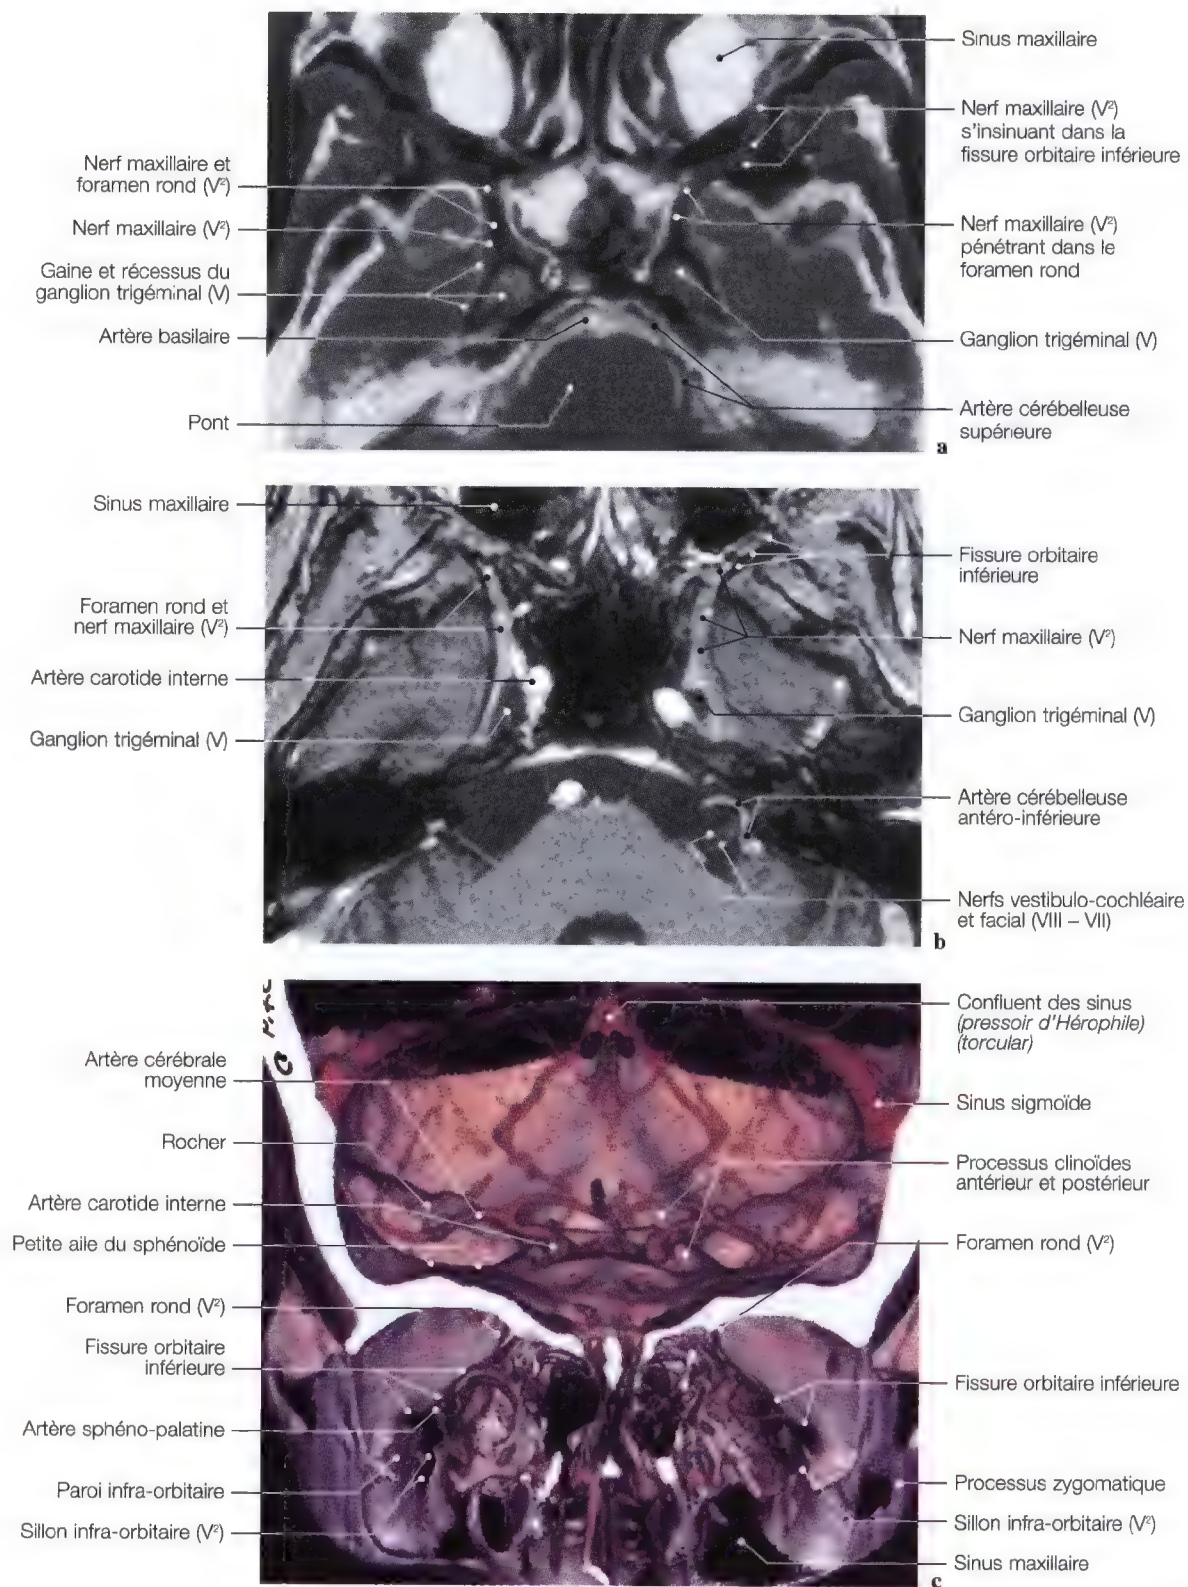 Sinus maxillaire
Nerf maxillaire (V²)
s'insinuant dans la
fissure orbitaire inférieure
Nerf maxillaire et
foramen rond (V²)
Nerf maxillaire (V²)
Nerf maxillaire (V²)
pénétrant dans le
foramen rond
Gaine et récessus du
ganglion trigéminal (V)
Artère basilaire
Ganglion trigéminal (V)
Pont
Artère cérébelleuse
supérieure
a
Sinus maxillaire
Fissure orbitaire
inférieure
Foramen rond et
nerf maxillaire (V²)
Nerf maxillaire (V²)
Artère carotide interne
Ganglion trigéminal (V)
Ganglion trigéminal (V)
Artère cérébelleuse
antéro-inférieure
Nerfs vestibulo-cochléaire
et facial (VIII – VII)
b
Confluent des sinus
(pressoir d'Hérophile)
(torcular)
Artère cérébrale
moyenne
Sinus sigmoïde
Rocher
Processus clinoïdes
antérieur et postérieur
Artère carotide interne
Petite aile du sphénoïde
Foramen rond (V²)
Foramen rond (V²)
Fissure orbitaire
inférieure
Fissure orbitaire inférieure
Artère sphéno-palatine
Paroi infra-orbitaire
Processus zygomatique
Sillon infra-orbitaire (V²)
Sillon infra-orbitaire (V²)
Sinus maxillaire
c